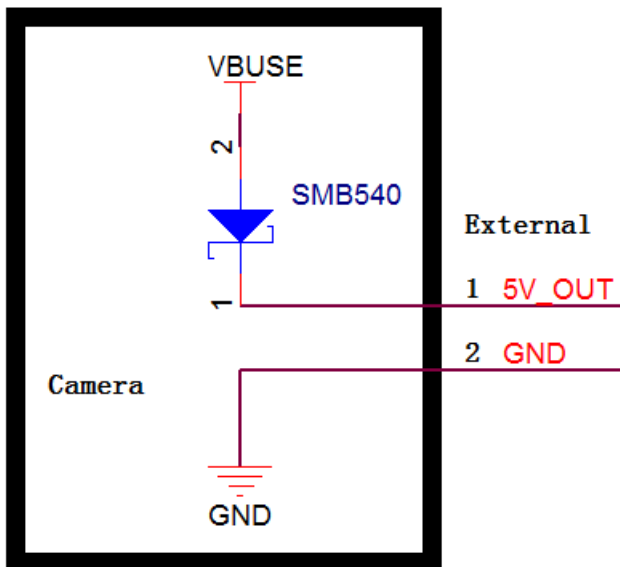 VBUSE
2
SMB540
External
1
1 5V_OUT
2 GND
Camera
GND